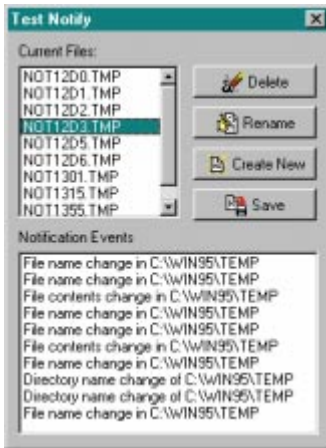 Test Notify
Current Files:
NOT12D0.TMP
NOT12D1.TMP
NOT12D2.TMP
NOT12D3.TMP
NOT12D5.TMP
NOT12D6.TMP
NOT1301.TMP
NOT1315.TMP
NOT1355.TMP
Delete
Rename
Create New
Save
Notification Events
File name change in C:\WIN95\TEMP
File name change in C:\WIN95\TEMP
File contents change in C:\WIN95\TEMP
File name change in C:\WIN95\TEMP
File name change in C:\WIN95\TEMP
File contents change in C:\WIN95\TEMP
File name change in C:\WIN95\TEMP
Directory name change of C:\WIN95\TEMP
Directory name change of C:\WIN95\TEMP
File name change in C:\WIN95\TEMP